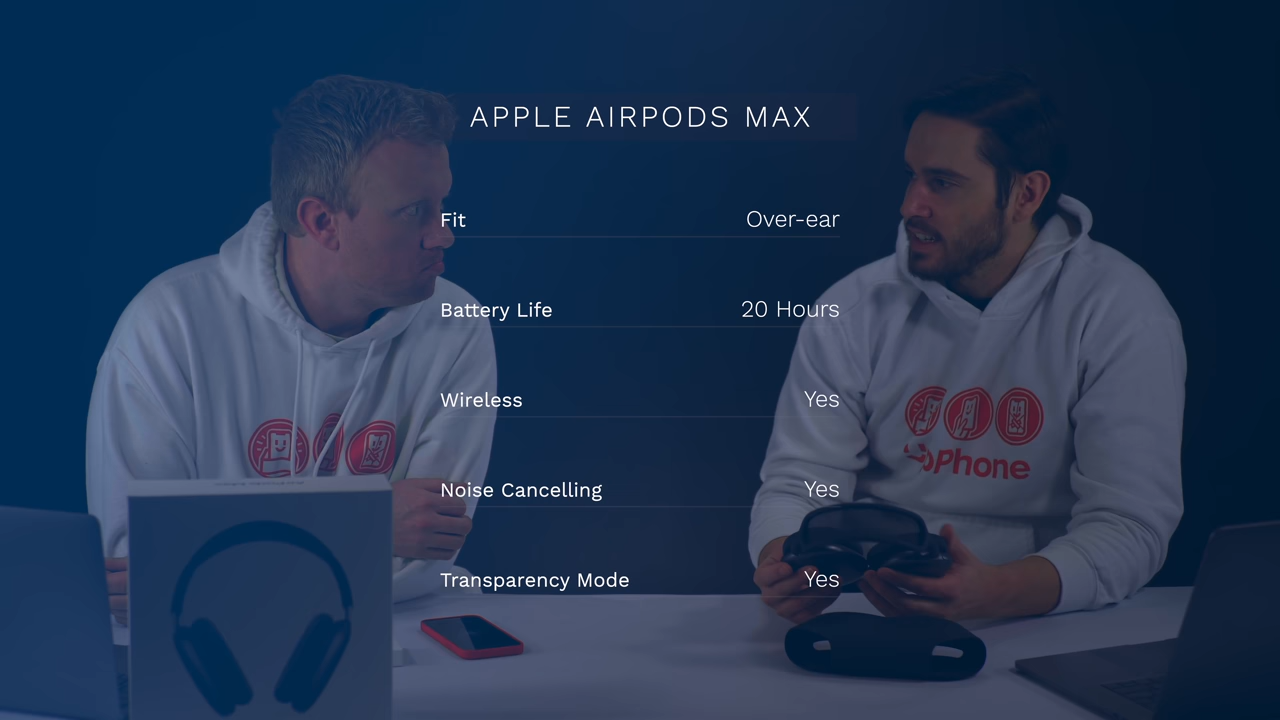 APPLE AIRPODS MAX
Fit Over-ear
Battery Life 20 Hours
Wireless Yes
Noise Cancelling Yes
Transparency Mode Yes
Phone